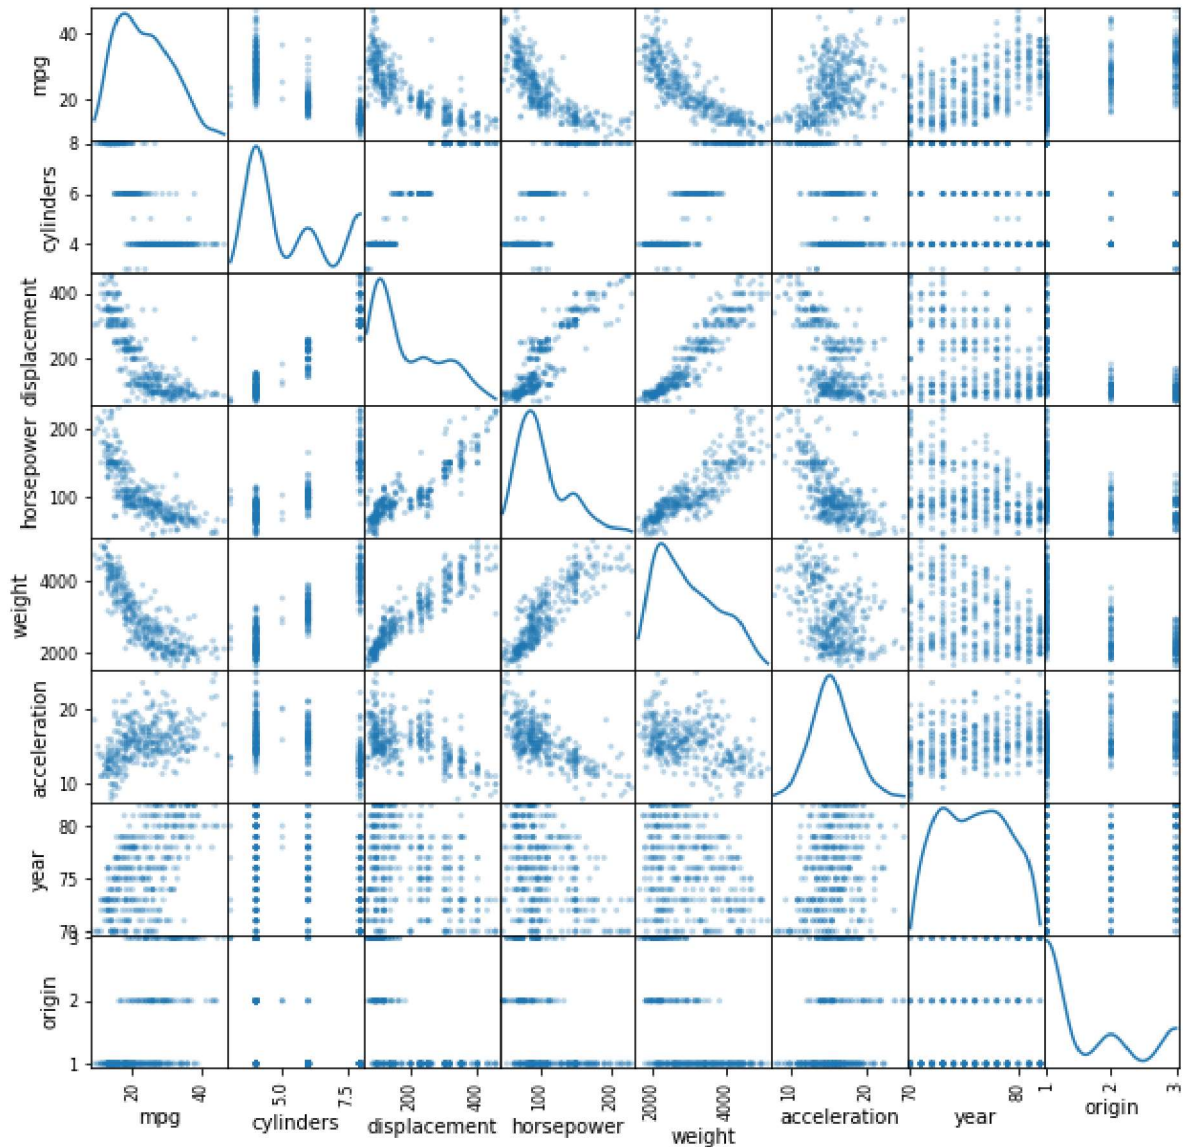 mpg
40
20
cylinders
8
6
4
displacement
400
200
horsepower
200
100
weight
4000
2000
acceleration
20
10
year
80
75
70
origin
3
2
1
20 40 5.0 7.5 200 400 100 200 2000 4000 10 20 70 80 1 2 3
mpg cylinders displacement horsepower weight acceleration year origin